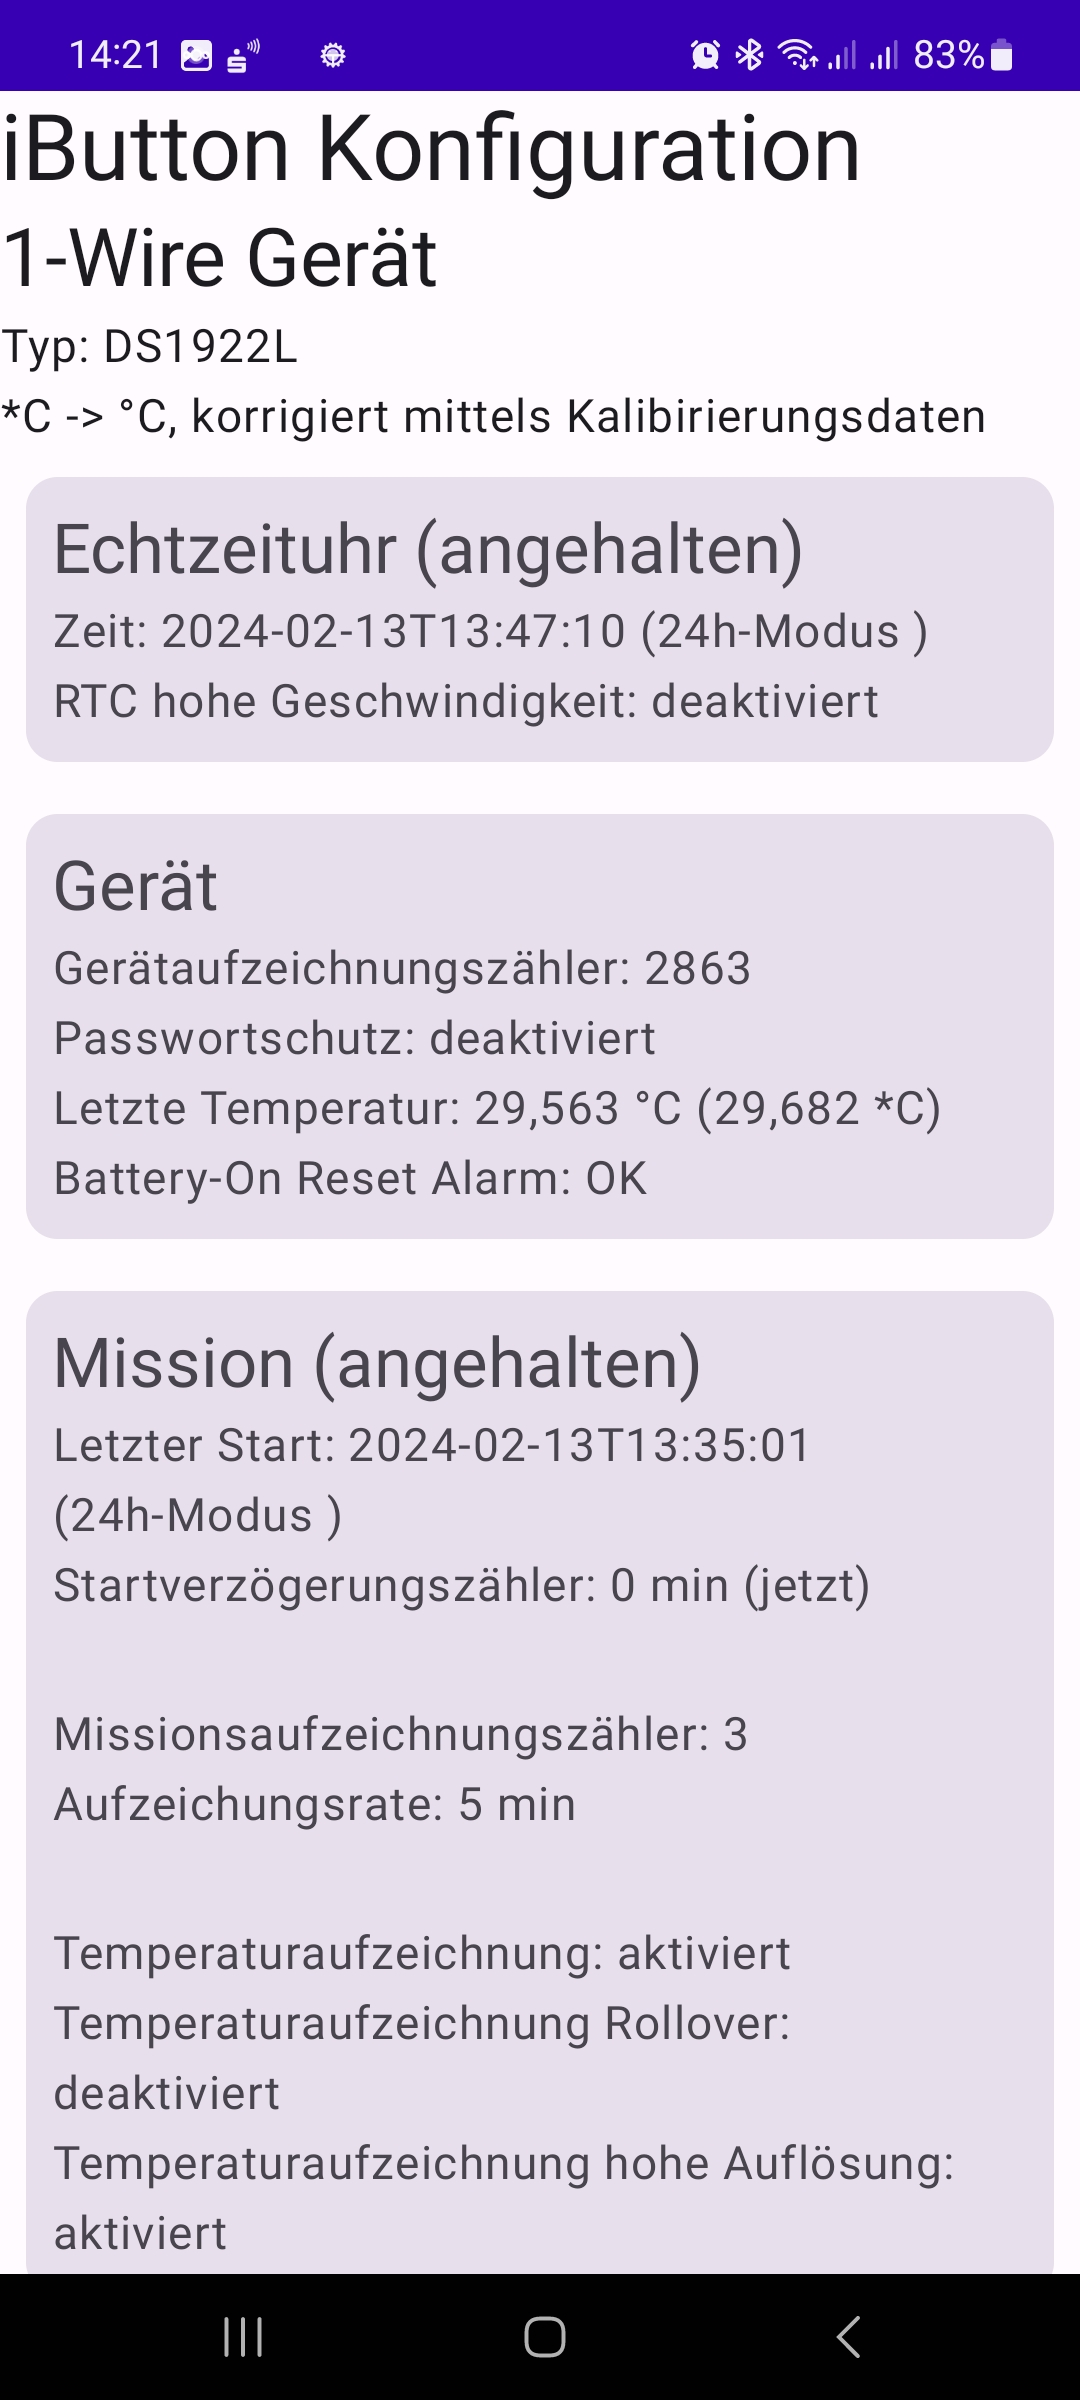 14:21
83%
iButton Konfiguration
1-Wire Gerät
Typ: DS1922L
*C -> °C, korrigiert mittels Kalibirierungsdaten
Echtzeituhr (angehalten)
Zeit: 2024-02-13T13:47:10 (24h-Modus )
RTC hohe Geschwindigkeit: deaktiviert
Gerät
Gerätaufzeichnungszähler: 2863
Passwortschutz: deaktiviert
Letzte Temperatur: 29,563 °C (29,682 *C)
Battery-On Reset Alarm: OK
Mission (angehalten)
Letzter Start: 2024-02-13T13:35:01
(24h-Modus )
Startverzögerungszähler: 0 min (jetzt)
Missionsaufzeichnungszähler: 3
Aufzeichungsrate: 5 min
Temperaturaufzeichnung: aktiviert
Temperaturaufzeichnung Rollover:
deaktiviert
Temperaturaufzeichnung hohe Auflösung:
aktiviert